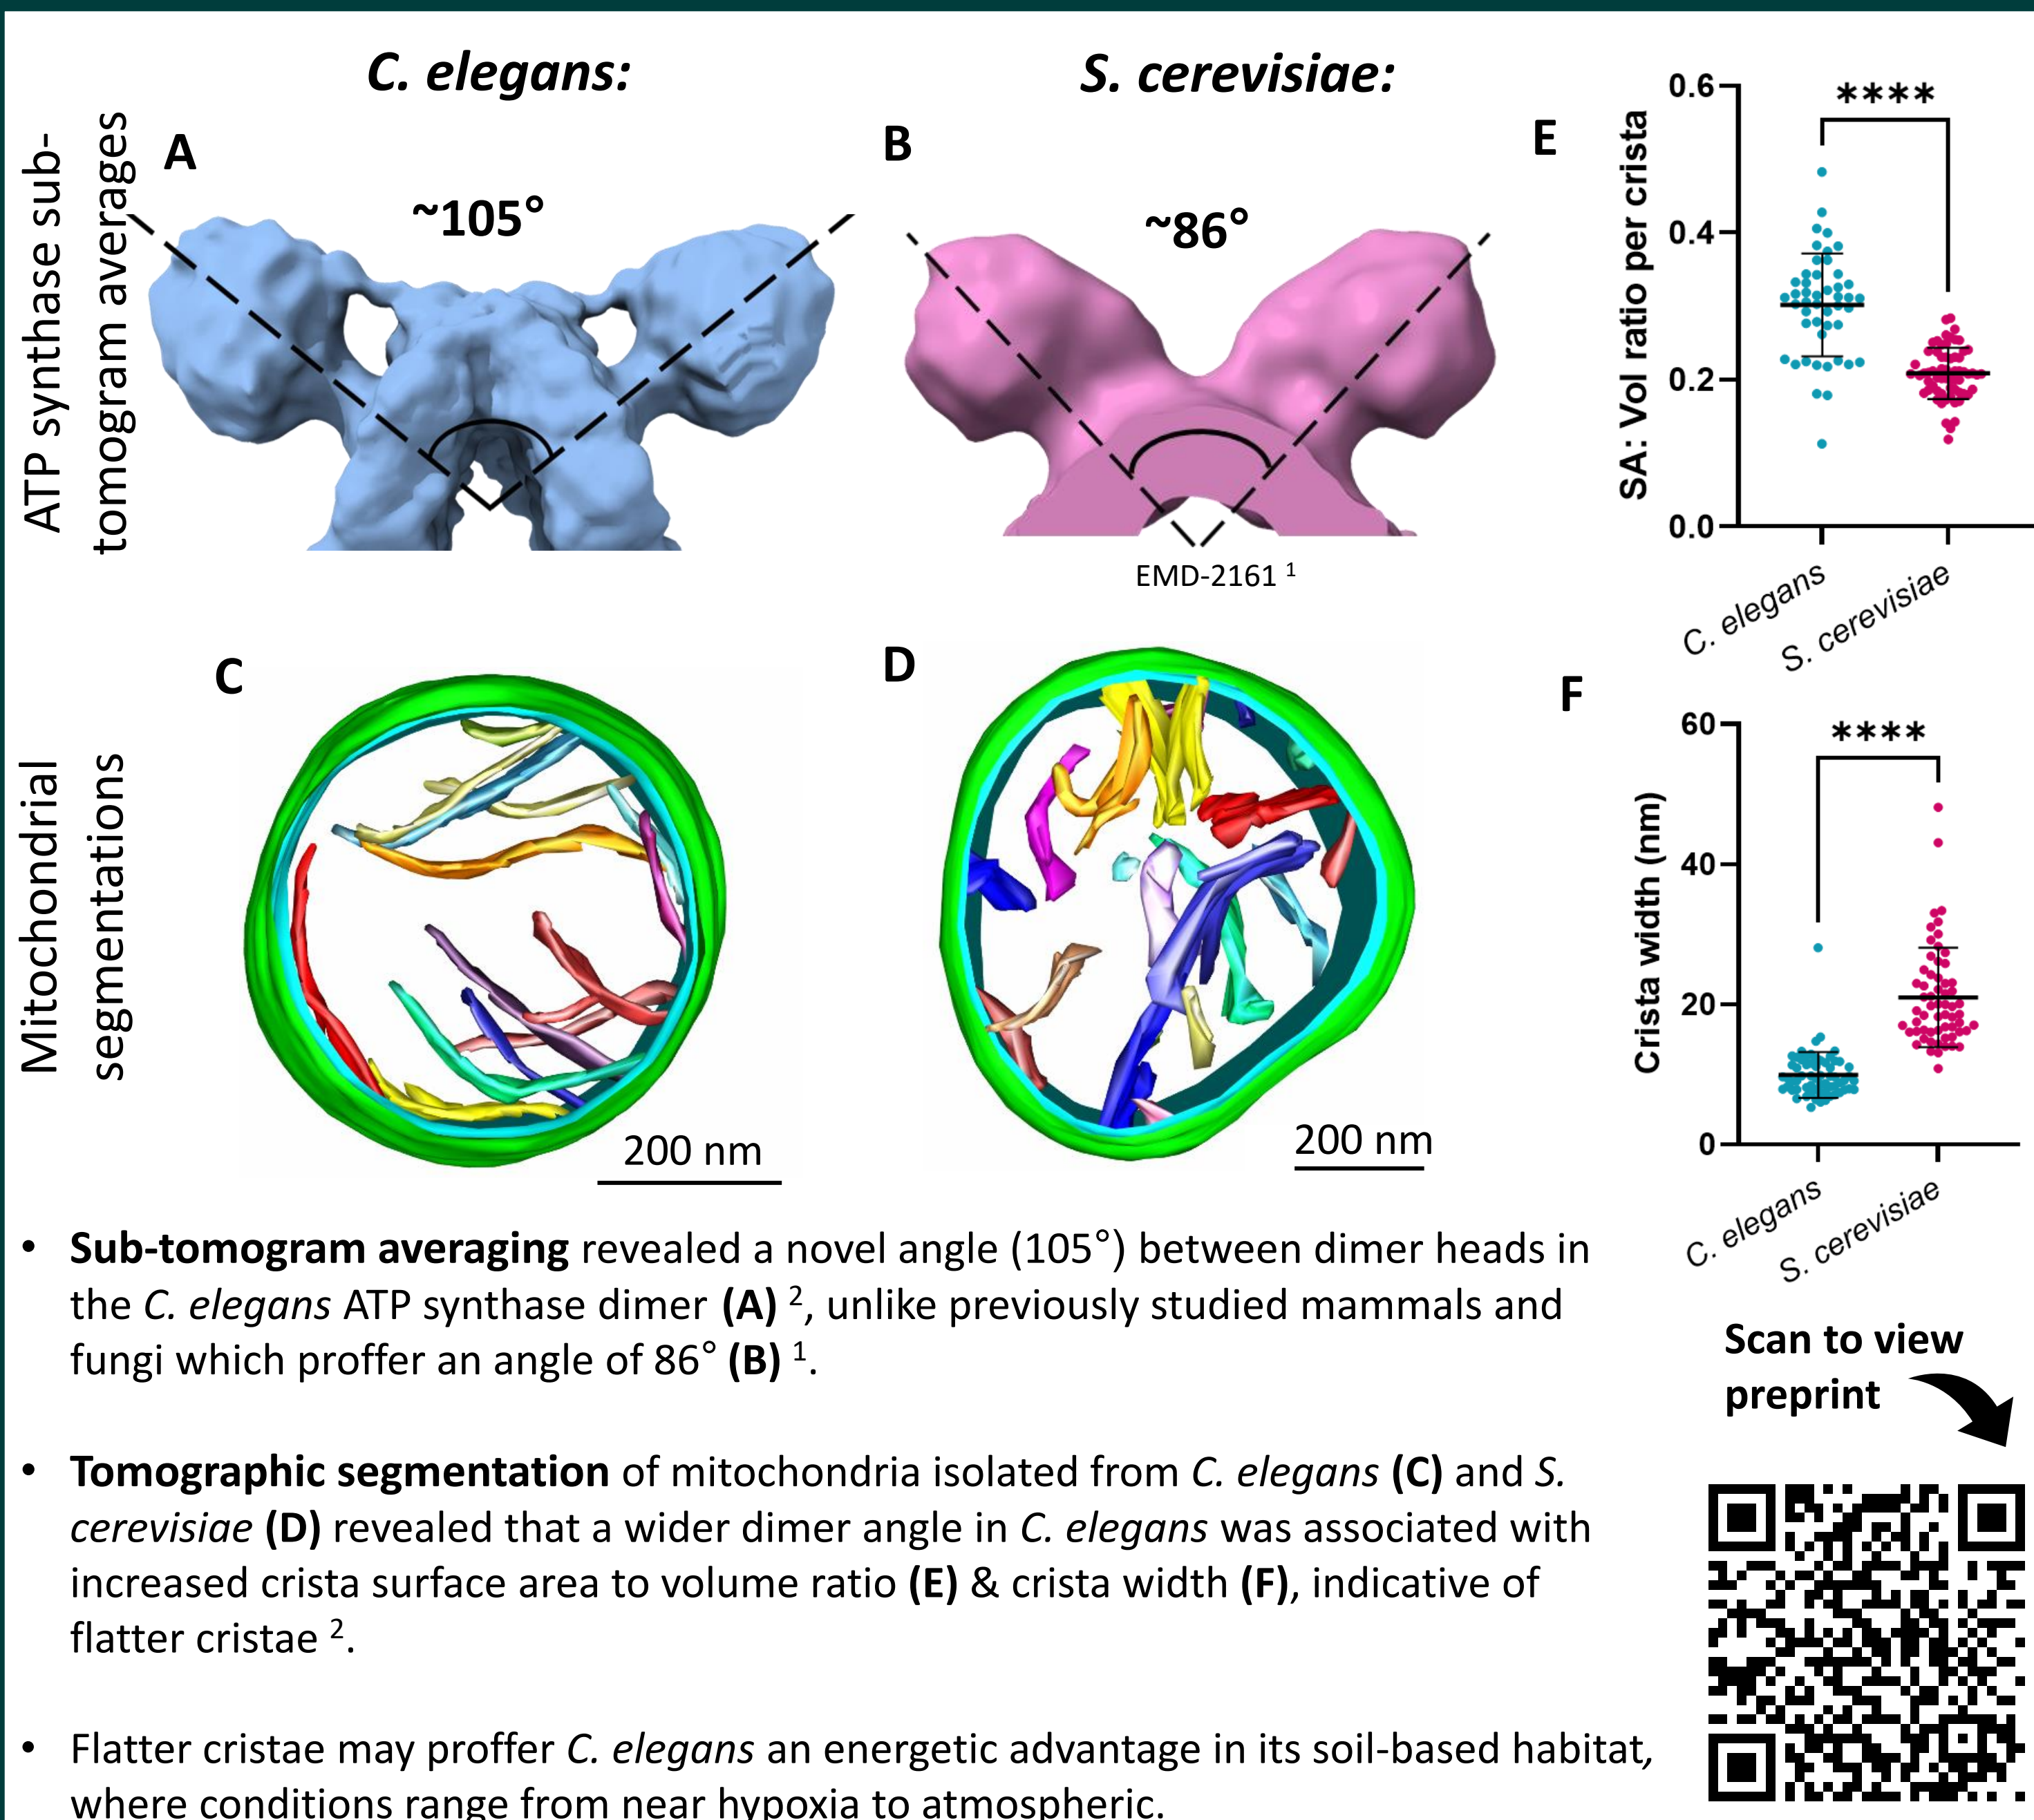 C. elegans:
S. cerevisiae:
ATP synthase sub-
tomogram averages
A
~105°
B
~86°
EMD-2161 1
E
SA: Vol ratio per crista
0.6
0.4
0.2
0.0
****
C. elegans
S. cerevisiae
Mitochondrial
segmentations
C
200 nm
D
200 nm
F
Crista width (nm)
60
40
20
0
****
C. elegans
S. cerevisiae
• Sub-tomogram averaging revealed a novel angle (105°) between dimer heads in
the C. elegans ATP synthase dimer (A) 2, unlike previously studied mammals and
fungi which proffer an angle of 86° (B) 1.
• Tomographic segmentation of mitochondria isolated from C. elegans (C) and S.
cerevisiae (D) revealed that a wider dimer angle in C. elegans was associated with
increased crista surface area to volume ratio (E) & crista width (F), indicative of
flatter cristae 2.
• Flatter cristae may proffer C. elegans an energetic advantage in its soil-based habitat,
where conditions range from near hypoxia to atmospheric.
Scan to view
preprint